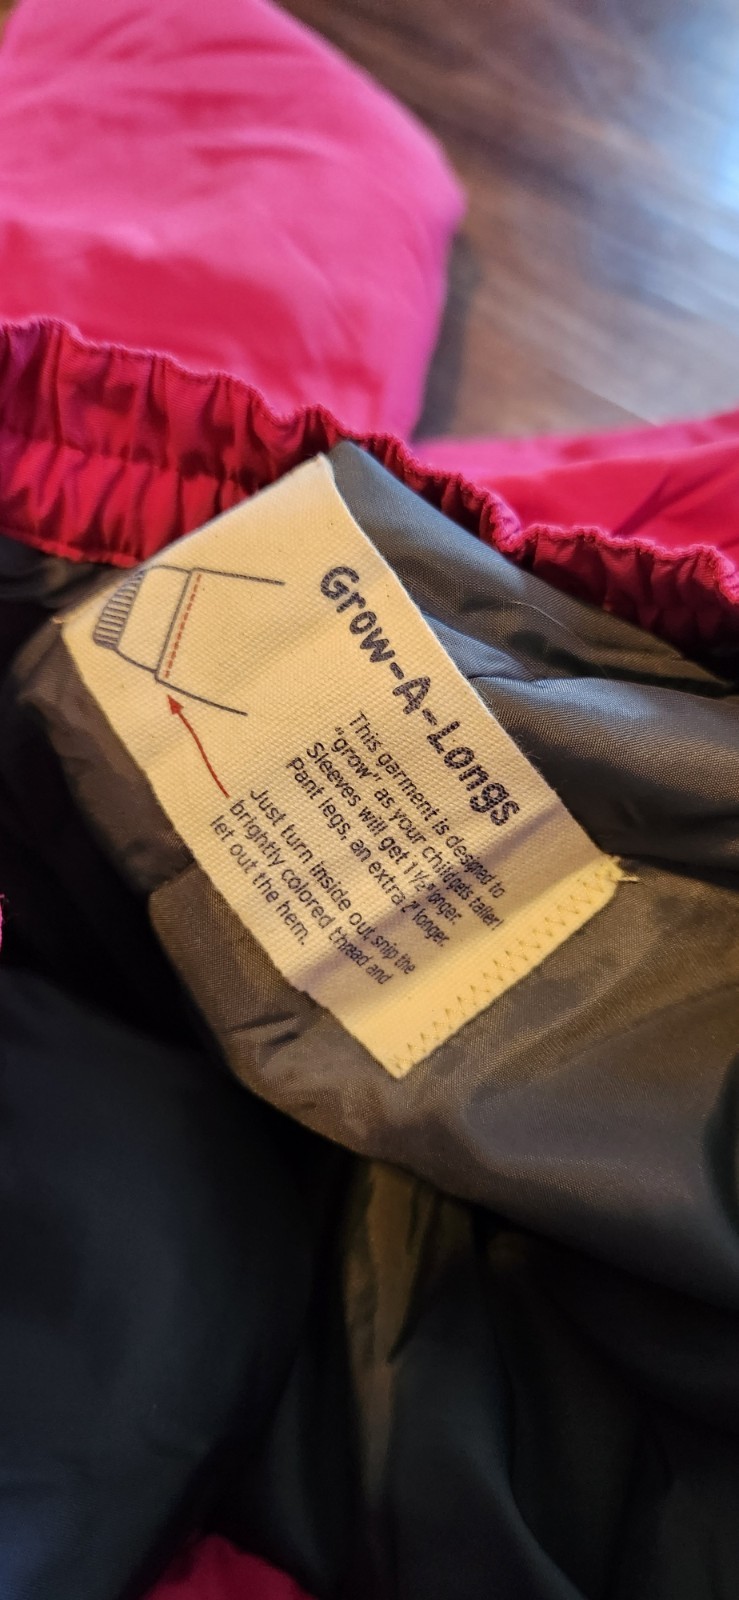 Grow-A-Longs
This garment is designed to
"grow" as your child gets taller!
Sleeves will get 1½" longer.
Pant legs, an extra 2" longer.
Just turn inside out, snip the
brightly colored thread and
let out the hem.